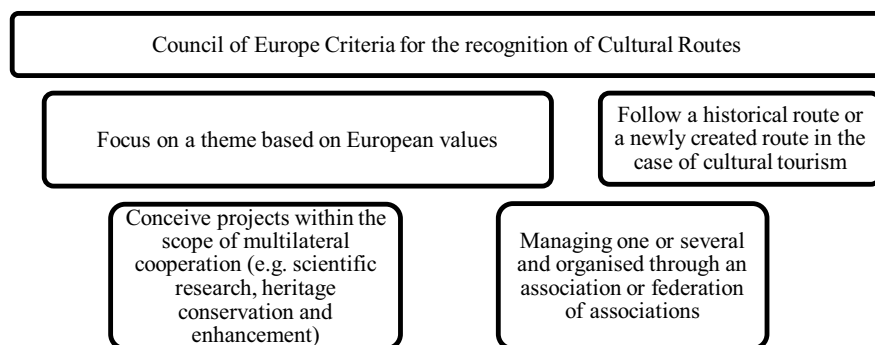 Council of Europe Criteria for the recognition of Cultural Routes
Focus on a theme based on European values
Follow a historical route or
a newly created route in the
case of cultural tourism
Conceive projects within the
scope of multilateral
cooperation (e.g. scientific
research, heritage
conservation and
enhancement)
Managing one or several
and organised through an
association or federation
of associations